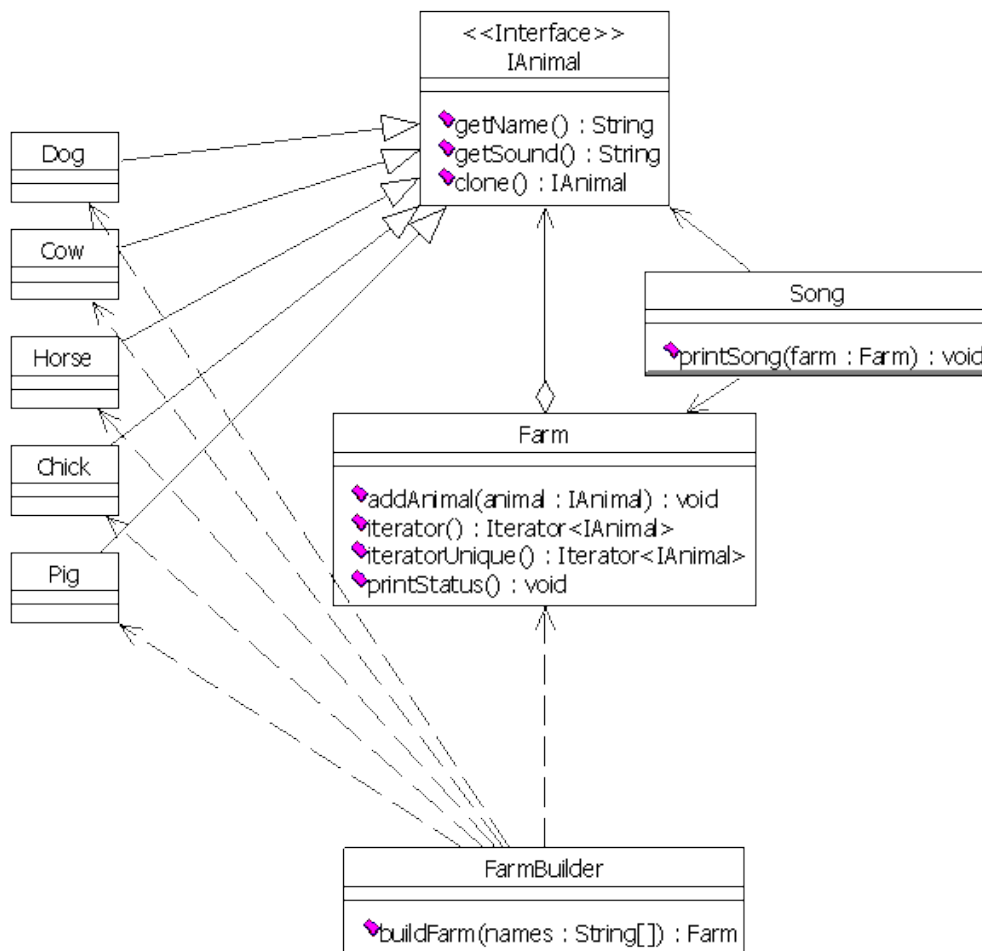 <<Interface>>
IAnimal
getName() : String
getSound() : String
clone() : IAnimal
Dog
Cow
Horse
Chick
Pig
Song
printSong(farm : Farm) : void
Farm
addAnimal(animal : IAnimal) : void
iterator() : Iterator<IAnimal>
iteratorUnique() : Iterator<IAnimal>
printStatus() : void
FarmBuilder
buildFarm(names : String[]) : Farm